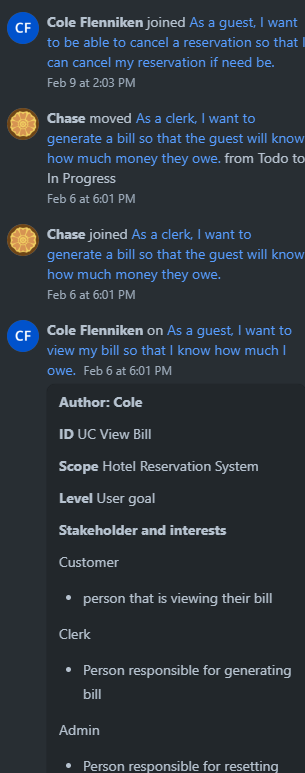 CF
Cole Flenniken joined As a guest, I want
to be able to cancel a reservation so that I
can cancel my reservation if need be.
Feb 9 at 2:03 PM
Chase moved As a clerk, I want to
generate a bill so that the guest will know
how much money they owe. from Todo to
In Progress
Feb 6 at 6:01 PM
Chase joined As a clerk, I want to
generate a bill so that the guest will know
how much money they owe.
Feb 6 at 6:01 PM
CF
Cole Flenniken on As a guest, I want to
view my bill so that I know how much I
owe. Feb 6 at 6:01 PM
Author: Cole
ID UC View Bill
Scope Hotel Reservation System
Level User goal
Stakeholder and interests
Customer
• person that is viewing their bill
Clerk
• Person responsible for generating
bill
Admin
• Person responsible for resetting